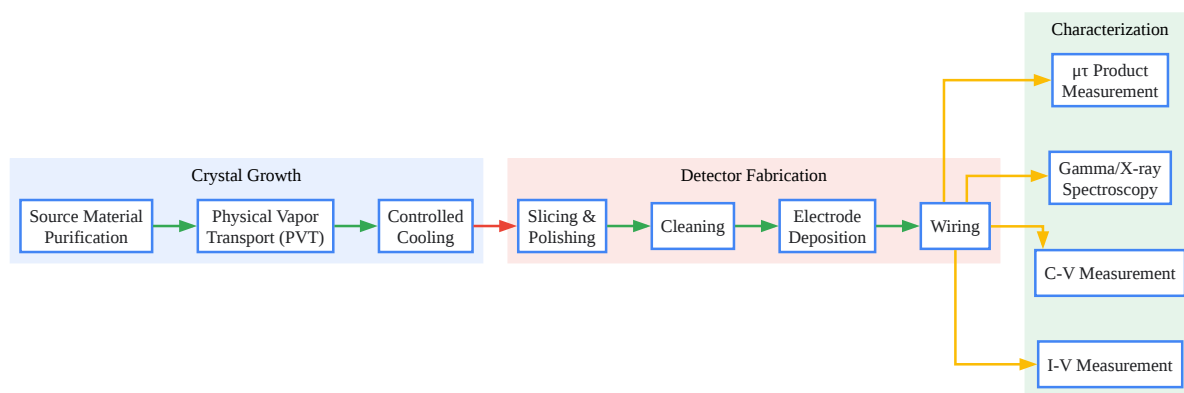 Crystal Growth
Source Material
Purification
Physical Vapor
Transport (PVT)
Controlled
Cooling
Detector Fabrication
Slicing &
Polishing
Cleaning
Electrode
Deposition
Wiring
Characterization
μτ Product
Measurement
Gamma/X-ray
Spectroscopy
C-V Measurement
I-V Measurement